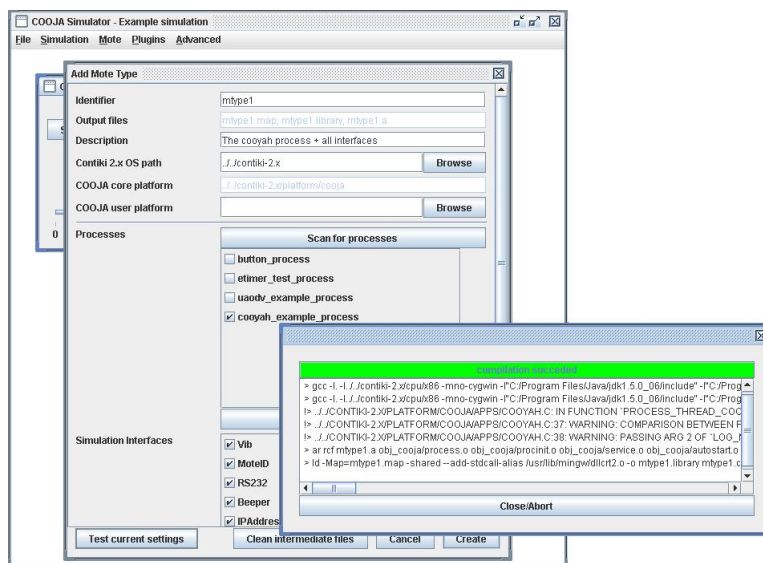 COOJA Simulator - Example simulation
File Simulation Mote Plugins Advanced
Add Mote Type
Identifier mtype1
Output files mtype1.map, mtype1.library, mtype1.a
Description The cooyah process + all interfaces
Contiki 2.x OS path ../../contiki-2.x Browse
COOJA core platform ../../contiki-2.x/platform/cooja
COOJA user platform Browse
0 Processes Scan for processes
button_process
etimer_test_process
uaodv_example_process
cooyah_example_process
compilation succeded
> gcc -I. -I../../contiki-2.x/cpu/x86 -mno-cygwin -I"C:/Program Files/Java/jdk1.5.0_06/include" -I"C:/Prog
> gcc -I. -I../../contiki-2.x/cpu/x86 -mno-cygwin -I"C:/Program Files/Java/jdk1.5.0_06/include" -I"C:/Prog
!> ../../CONTIKI-2.X/PLATFORM/COOJA/APPS/COOYAH.C: IN FUNCTION `PROCESS_THREAD_COO
!> ../../CONTIKI-2.X/PLATFORM/COOJA/APPS/COOYAH.C:37: WARNING: COMPARISON BETWEEN P
!> ../../CONTIKI-2.X/PLATFORM/COOJA/APPS/COOYAH.C:38: WARNING: PASSING ARG 2 OF `LOG_
> ar rcf mtype1.a obj_cooja/process.o obj_cooja/procinit.o obj_cooja/service.o obj_cooja/autostart.o
> ld -Map=mtype1.map -shared --add-stdcall-alias /usr/lib/mingw/dllcrt2.o -o mtype1.library mtype1.
Close/Abort
Simulation Interfaces
Vib
MoteID
RS232
Beeper
IPAddres
Test current settings Clean intermediate files Cancel Create